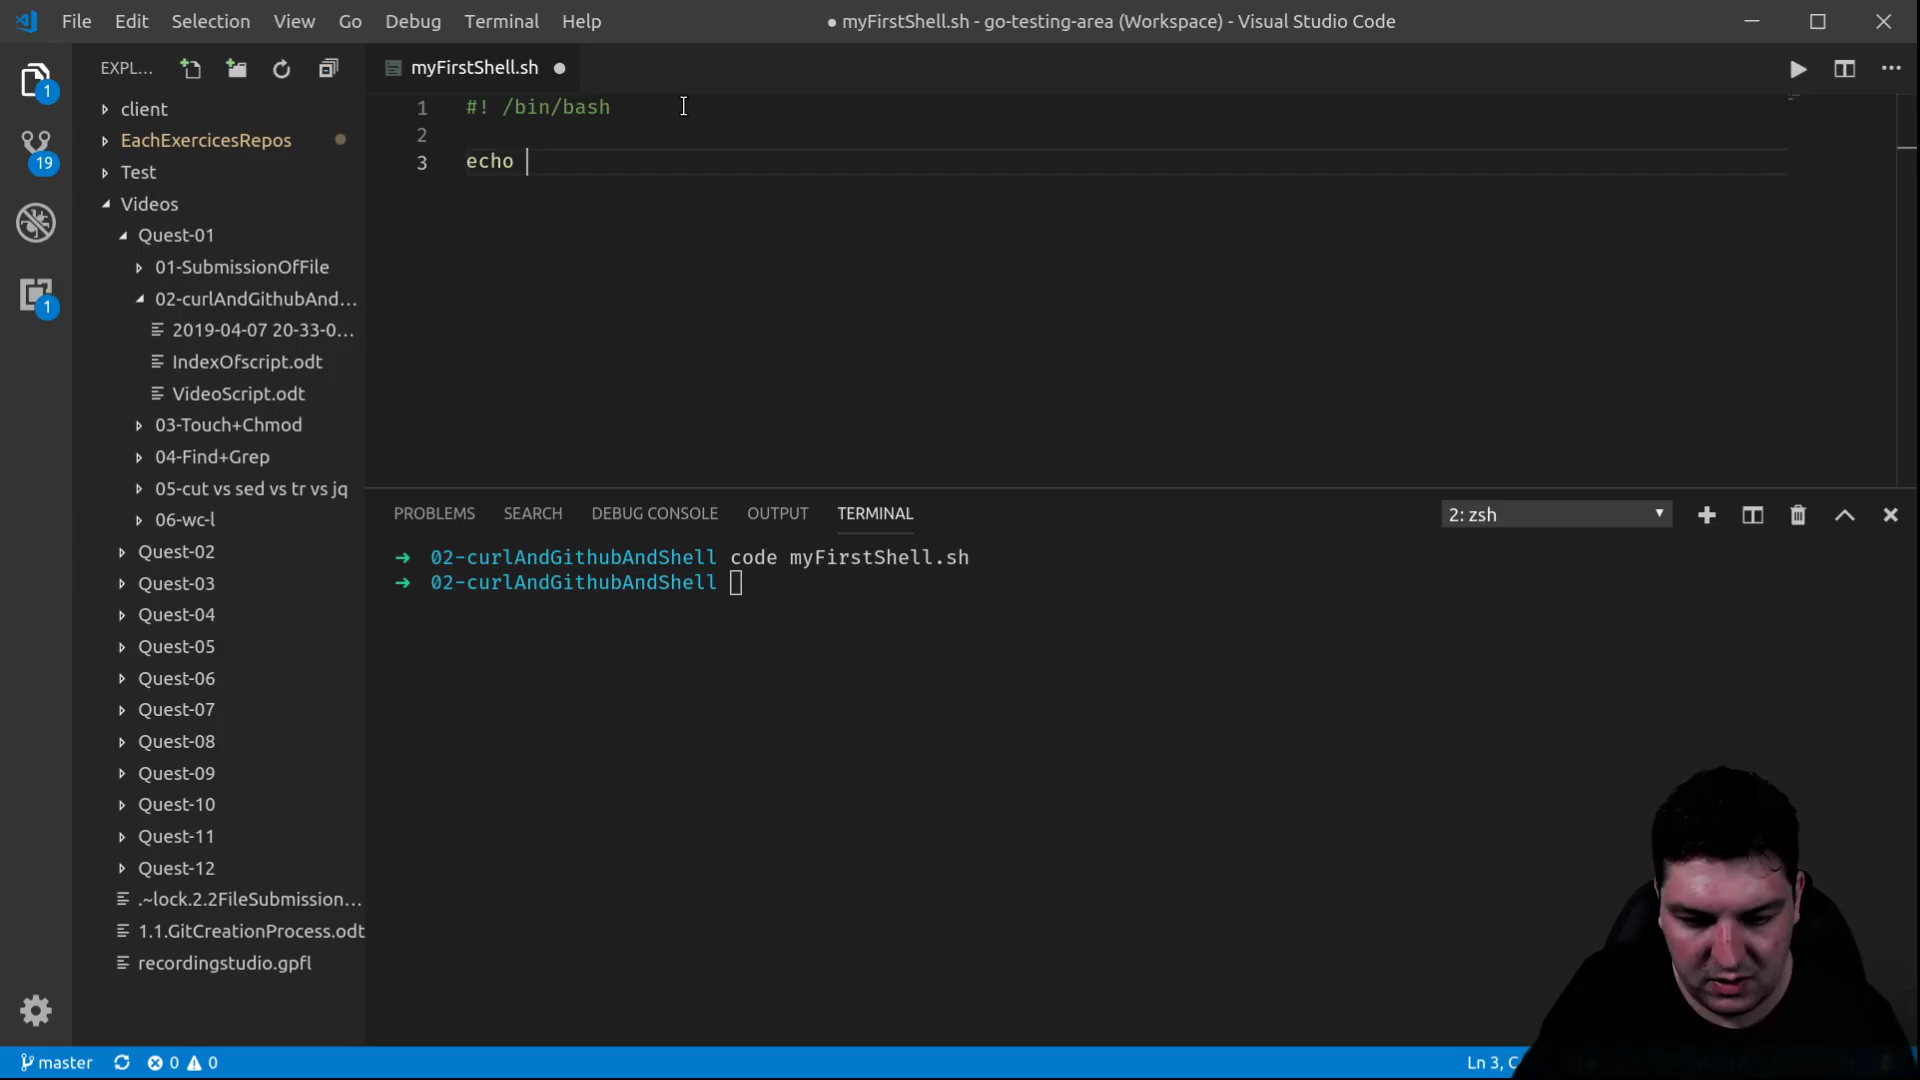 File Edit Selection View Go Debug Terminal Help
● myFirstShell.sh - go-testing-area (Workspace) - Visual Studio Code
EXPL...
myFirstShell.sh
1 #! /bin/bash
2
3 echo
1
19
1
client
EachExercicesRepos
Test
Videos
Quest-01
01-SubmissionOfFile
02-curlAndGithubAnd...
2019-04-07 20-33-0...
IndexOfscript.odt
VideoScript.odt
03-Touch+Chmod
04-Find+Grep
05-cut vs sed vs tr vs jq
06-wc-l
Quest-02
Quest-03
Quest-04
Quest-05
Quest-06
Quest-07
Quest-08
Quest-09
Quest-10
Quest-11
Quest-12
.~lock.2.2FileSubmission...
1.1.GitCreationProcess.odt
recordingstudio.gpfl
PROBLEMS SEARCH DEBUG CONSOLE OUTPUT TERMINAL
2: zsh
➜ 02-curlAndGithubAndShell code myFirstShell.sh
➜ 02-curlAndGithubAndShell
master 0 0
Ln 3, C